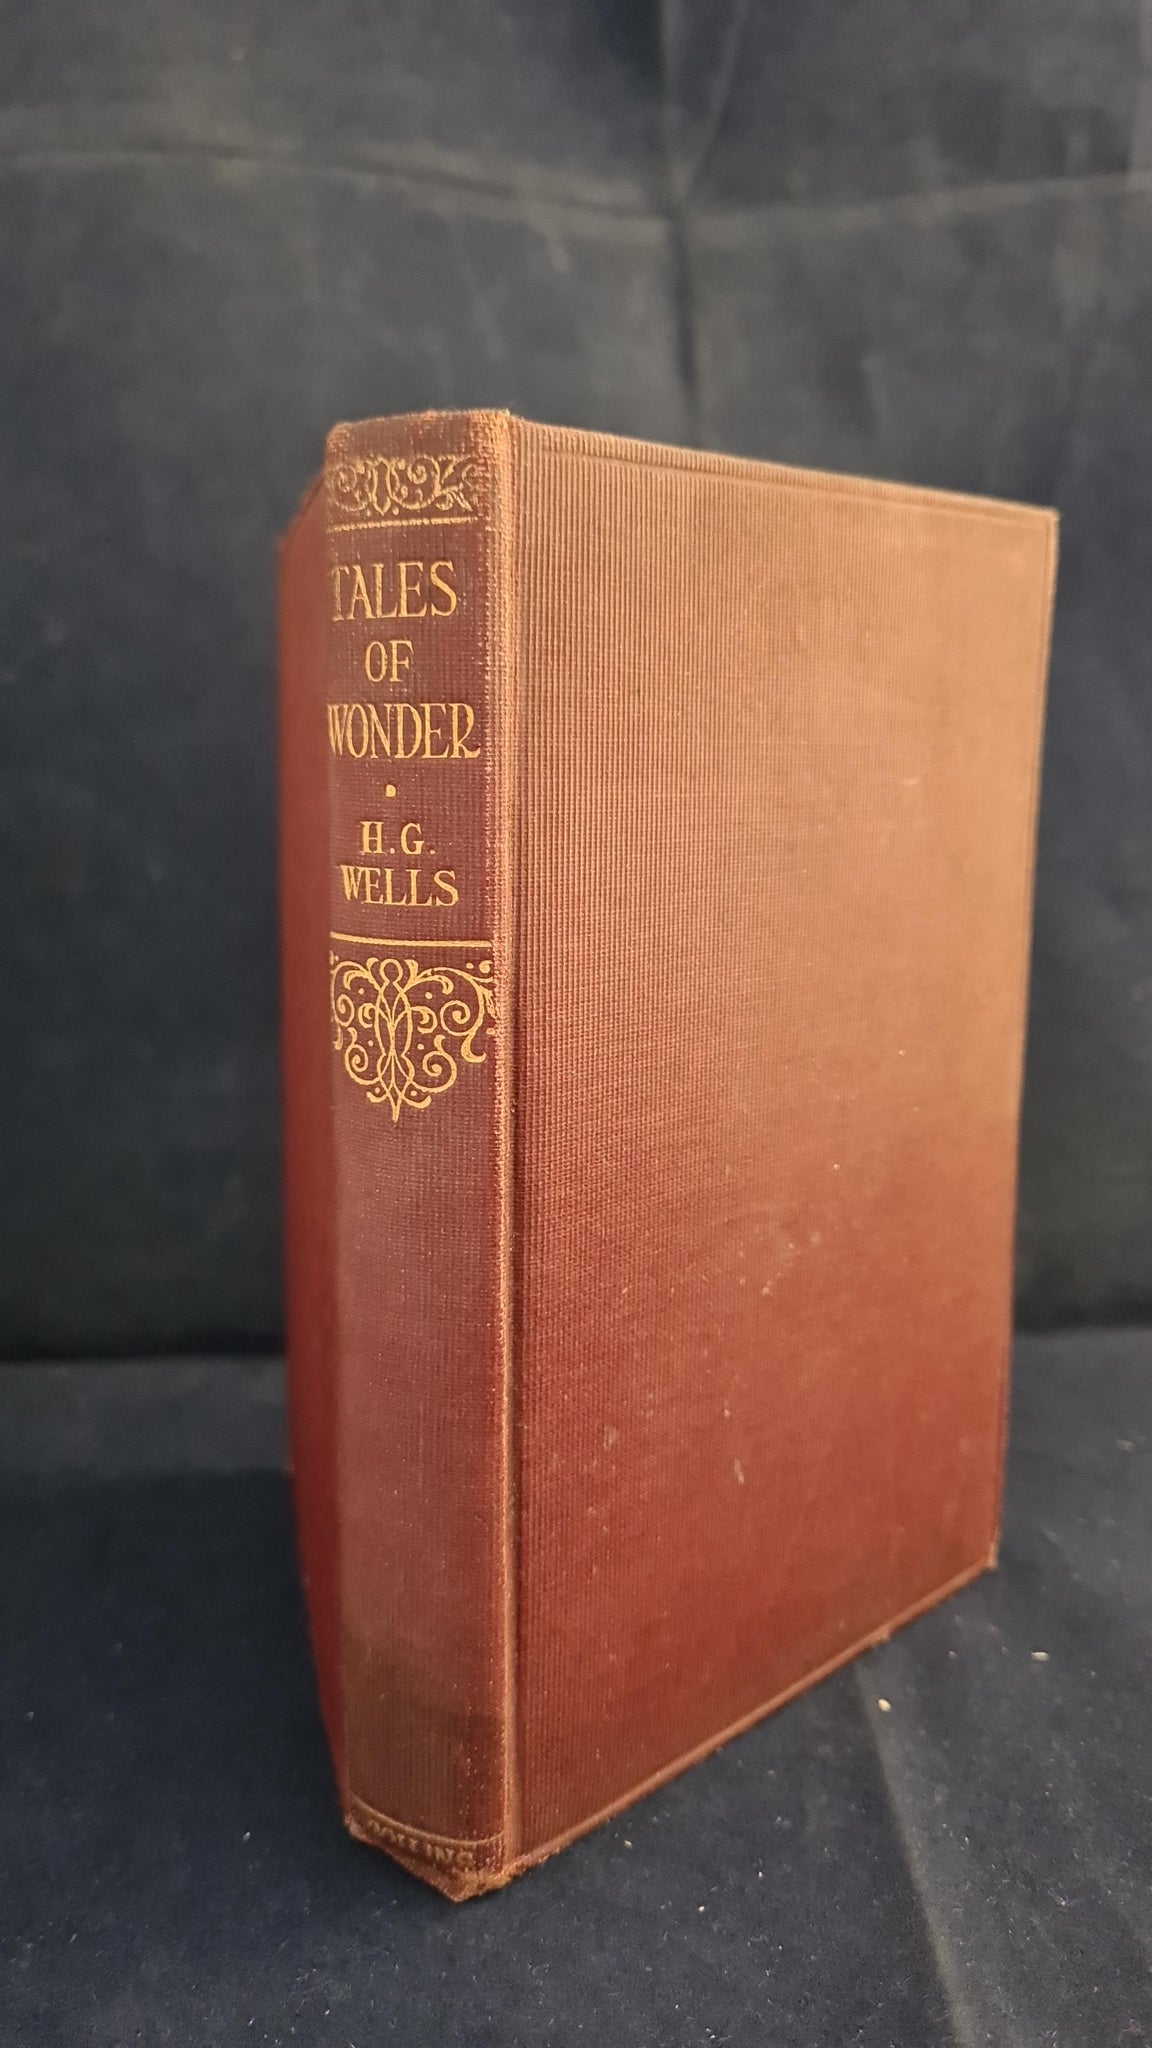 TALES
OF
WONDER
H.G.
WELLS